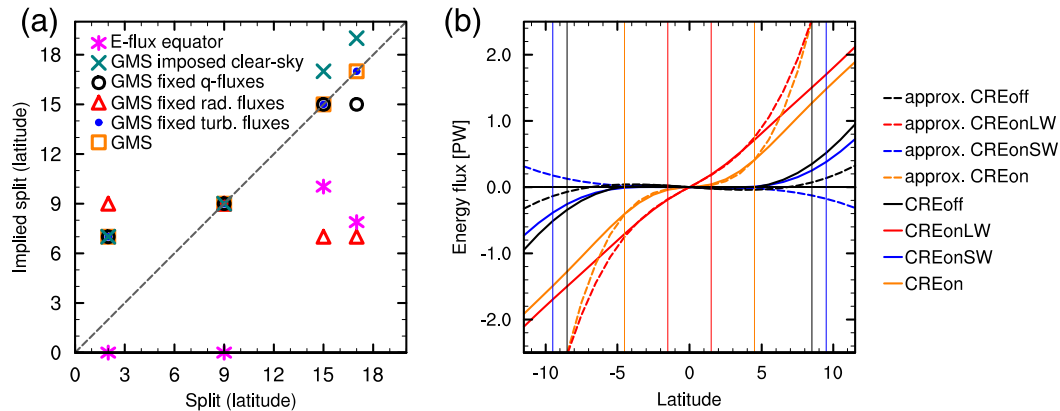 (a)
E-flux equator
GMS imposed clear-sky
GMS fixed q-fluxes
GMS fixed rad. fluxes
GMS fixed turb. fluxes
GMS
18
15
12
9
6
3
0
Implied split (latitude)
0 3 6 9 12 15 18
Split (latitude)
(b)
2.0
1.0
0.0
-1.0
-2.0
Energy flux [PW]
-10 -5 0 5 10
Latitude
approx. CREoff
approx. CREonLW
approx. CREonSW
approx. CREon
CREoff
CREonLW
CREonSW
CREon